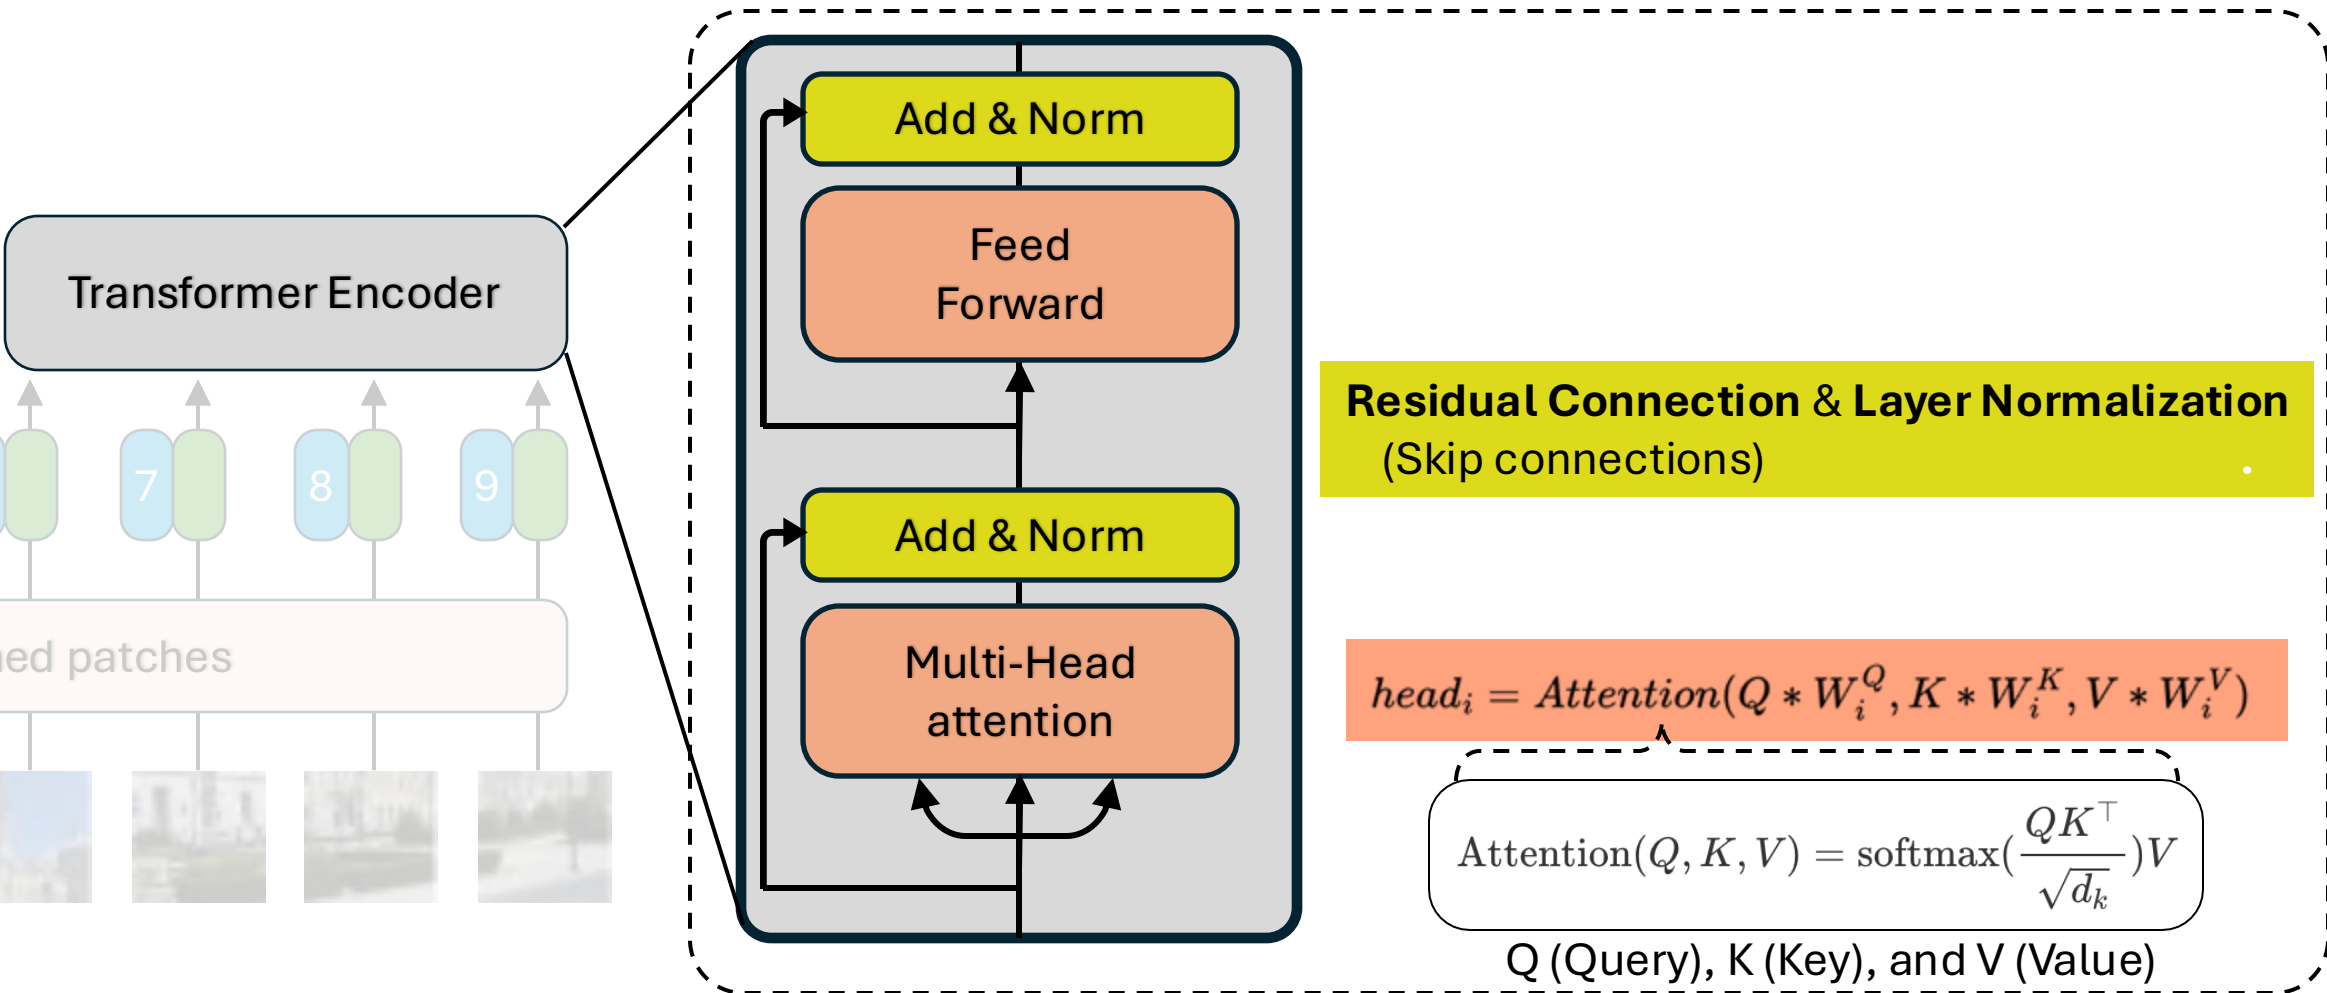 Transformer Encoder
7
8
9
ed patches
Add & Norm
Feed
Forward
Add & Norm
Multi-Head
attention
Residual Connection & Layer Normalization
(Skip connections) .
head_i = Attention(Q * W_i^Q, K * W_i^K, V * W_i^V)
Attention(Q, K, V) = softmax(QK^⊤/√d_k)V
Q (Query), K (Key), and V (Value)